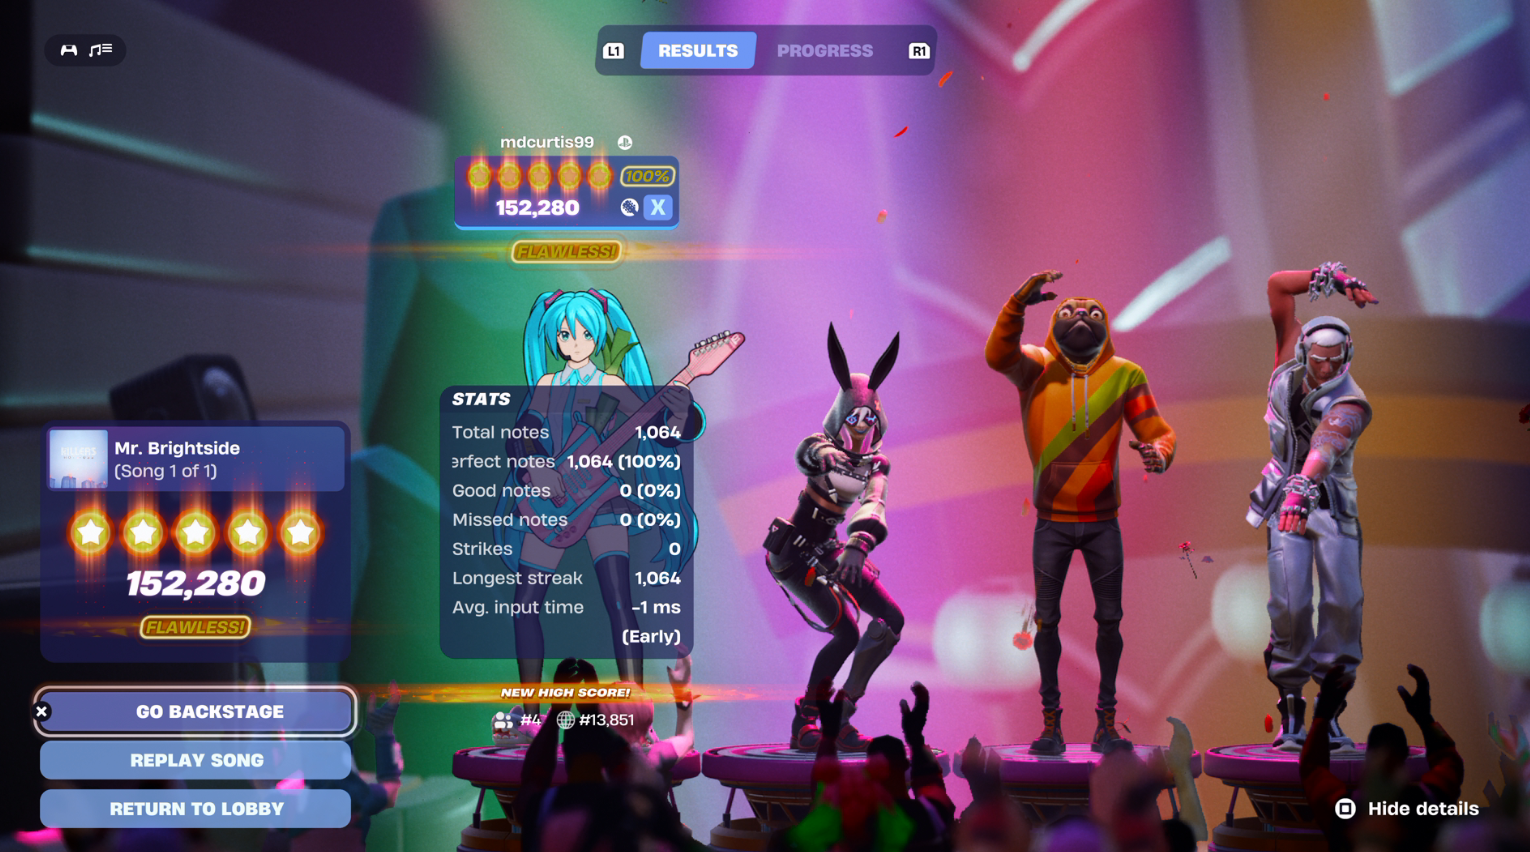 L1
RESULTS
PROGRESS
R1
mdcurtis99
100%
152,280
X
FLAWLESS!
STATS
Total notes 1,064
erfect notes 1,064 (100%)
Good notes 0 (0%)
Missed notes 0 (0%)
Strikes 0
Longest streak 1,064
Avg. input time -1 ms
(Early)
NEW HIGH SCORE!
#4 #13,851
KILLERS
Mr. Brightside
(Song 1 of 1)
152,280
FLAWLESS!
GO BACKSTAGE
REPLAY SONG
RETURN TO LOBBY
Hide details